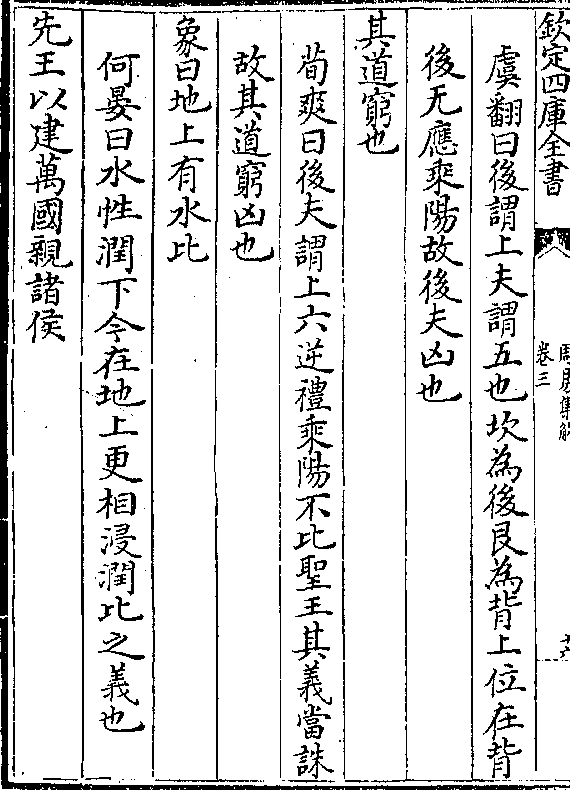 欽定四庫全書
周易集解
卷三
虞翻曰後謂上夫謂五也坎為後艮為背上位在背
後无應乘陽故後夫凶也
其道窮也
荀爽曰後夫謂上六逆禮乘陽不比聖王其義當誅
故其道窮凶也
象曰地上有水比
何晏曰水性潤下今在地上更相浸潤比之義也
先王以建萬國親諸侯